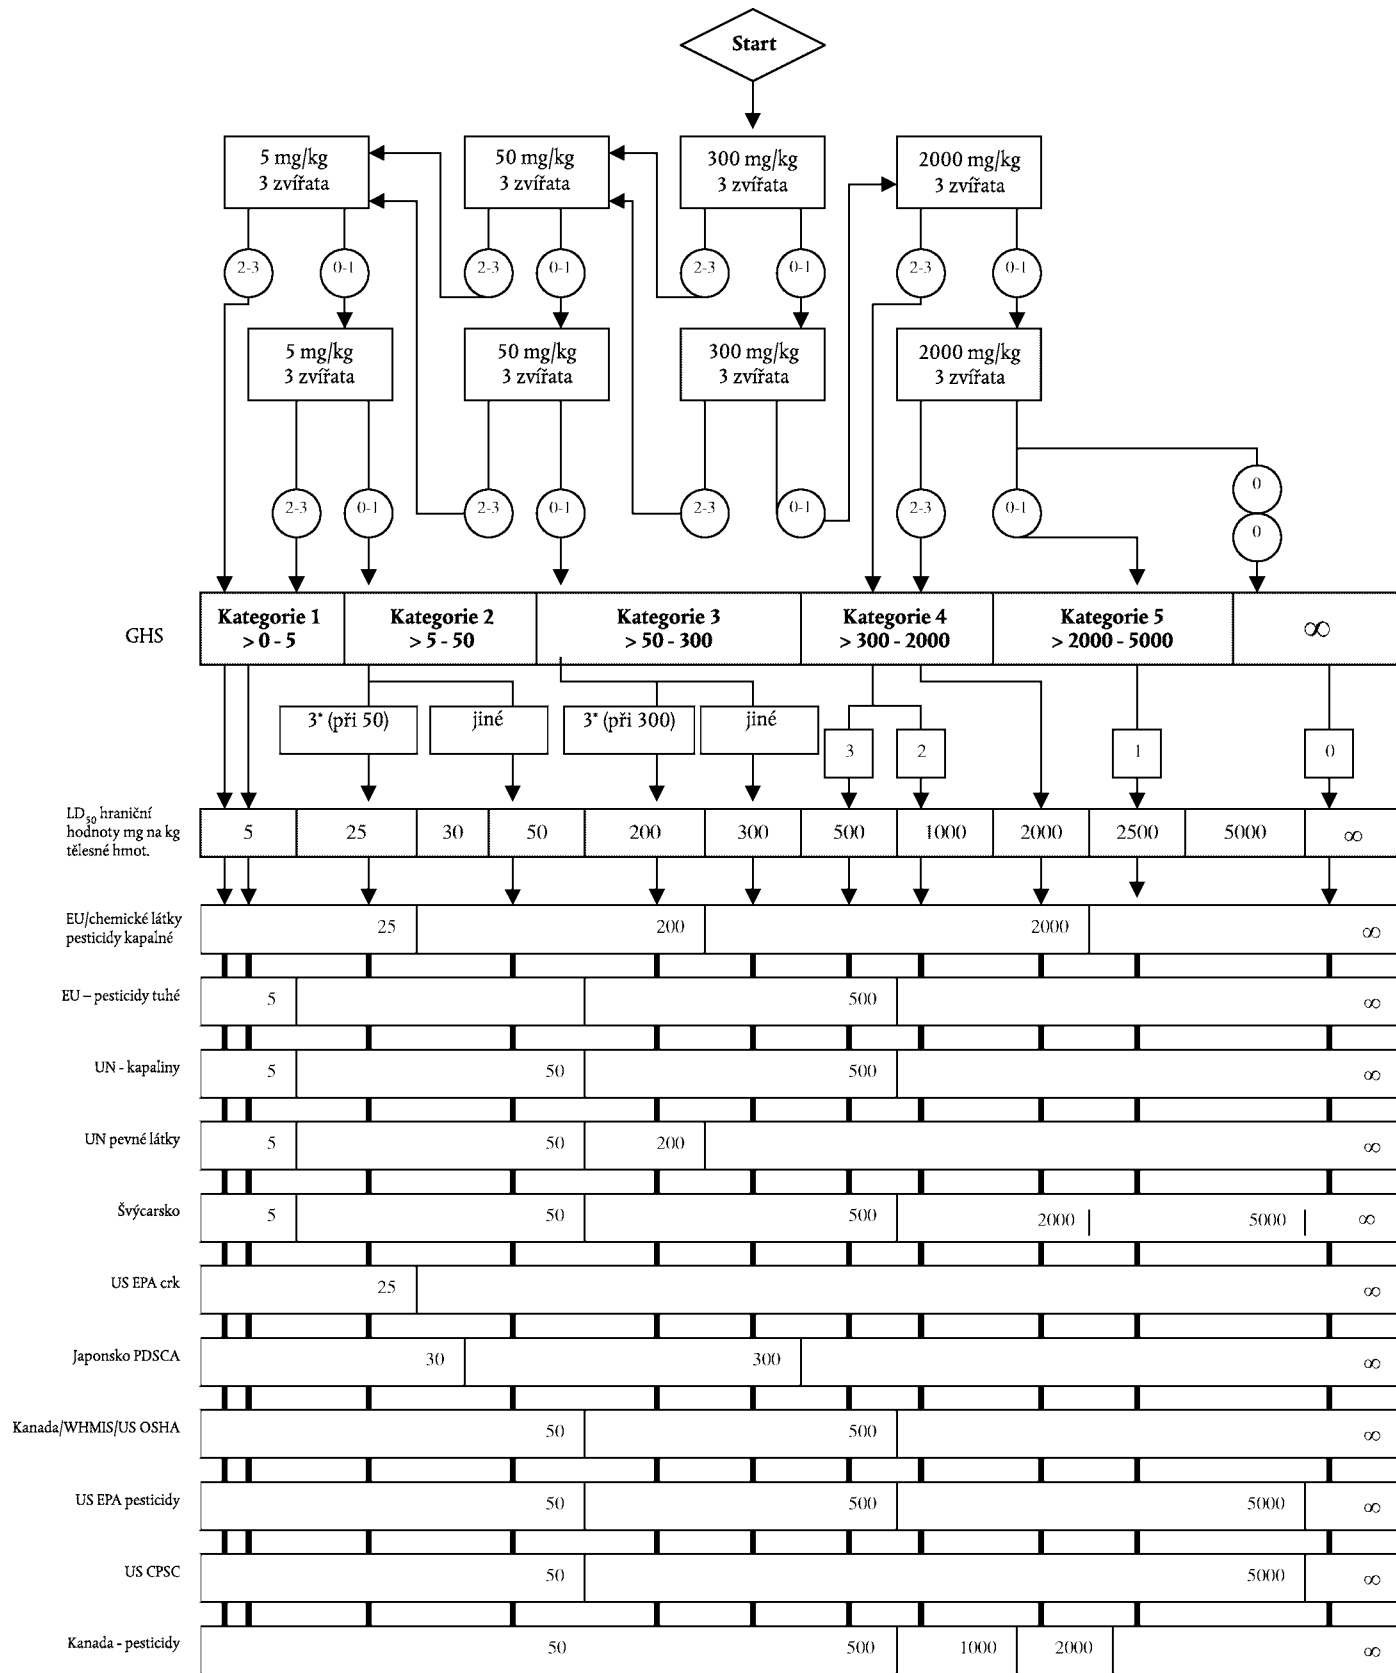 Start
5 mg/kg
3 zvířata
50 mg/kg
3 zvířata
300 mg/kg
3 zvířata
2000 mg/kg
3 zvířata
2-3
0-1
2-3
0-1
2-3
0-1
2-3
0-1
5 mg/kg
3 zvířata
50 mg/kg
3 zvířata
300 mg/kg
3 zvířata
2000 mg/kg
3 zvířata
2-3
0-1
2-3
0-1
2-3
0-1
2-3
0-1
0
0
GHS
Kategorie 1
> 0 - 5
Kategorie 2
> 5 - 50
Kategorie 3
> 50 - 300
Kategorie 4
> 300 - 2000
Kategorie 5
> 2000 - 5000
∞
3* (při 50)
jiné
3* (při 300)
jiné
3
2
1
0
LD50 hraniční
hodnoty mg na kg
tělesné hmot.
5 25 30 50 200 300 500 1000 2000 2500 5000 ∞
EU/chemické látky
pesticidy kapalné
25 200 2000 ∞
EU – pesticidy tuhé
5 500 ∞
UN - kapaliny
5 50 500 ∞
UN pevné látky
5 50 200 ∞
Švýcarsko
5 50 500 2000 5000 ∞
US EPA crk
25 ∞
Japonsko PDSCA
30 300 ∞
Kanada/WHMIS/US OSHA
50 500 ∞
US EPA pesticidy
50 500 5000 ∞
US CPSC
50 5000 ∞
Kanada - pesticidy
50 500 1000 2000 ∞